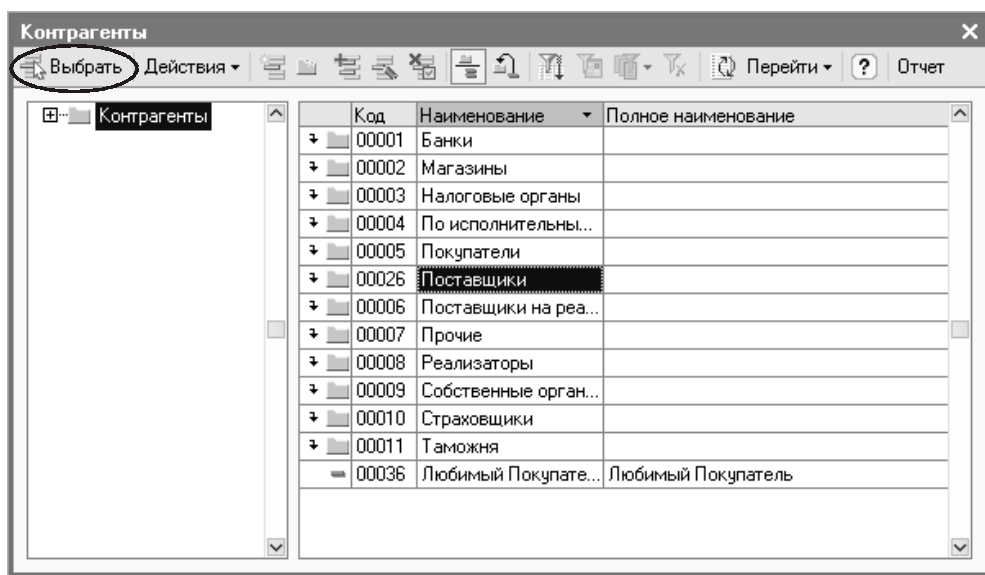 Контрагенты
Выбрать Действия Перейти ? Отчет
Контрагенты
Код Наименование Полное наименование
00001 Банки
00002 Магазины
00003 Налоговые органы
00004 По исполнительны...
00005 Покупатели
00026 Поставщики
00006 Поставщики на реа...
00007 Прочие
00008 Реализаторы
00009 Собственные орган...
00010 Страховщики
00011 Таможня
00036 Любимый Покупате... Любимый Покупатель